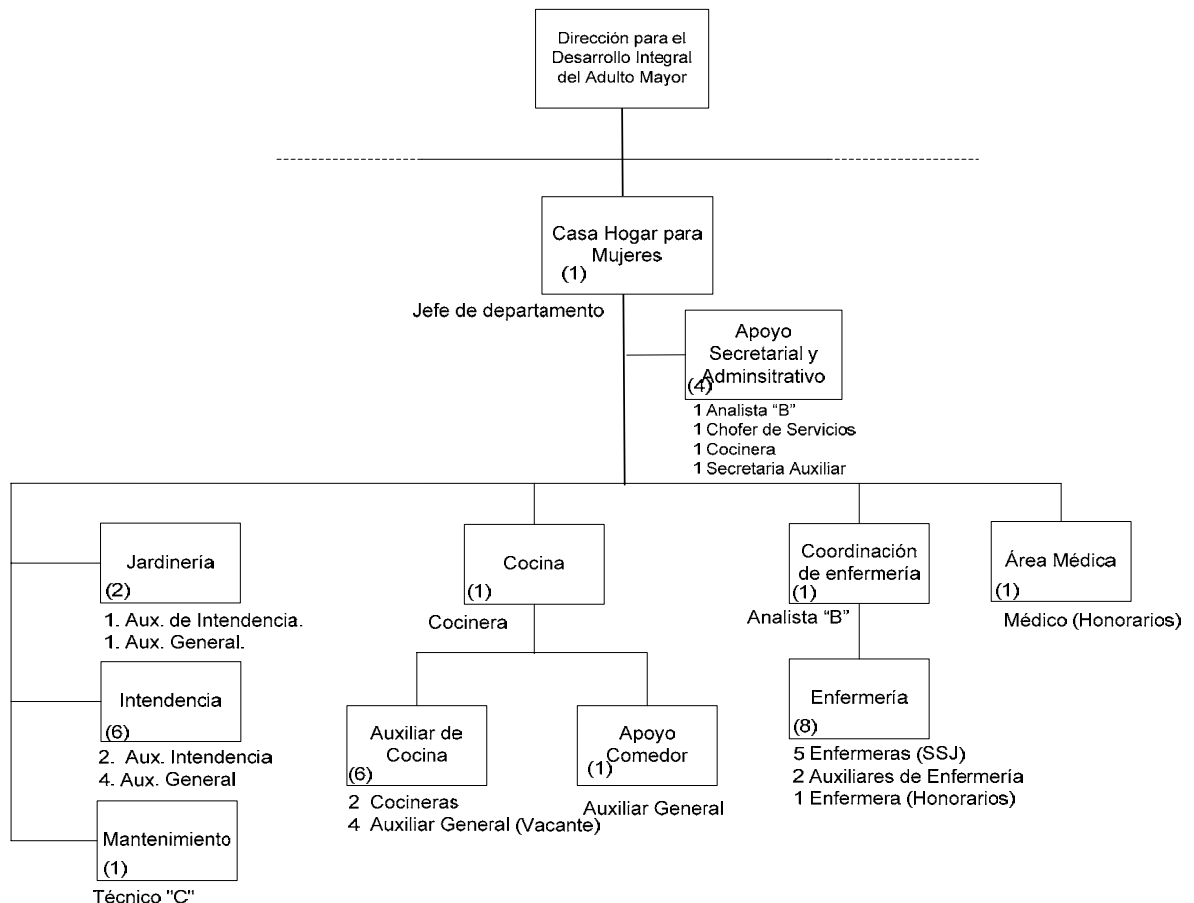 Dirección para el
Desarrollo Integral
del Adulto Mayor
Casa Hogar para
Mujeres
(1)
Jefe de departamento
Apoyo
Secretarial y
Adminsitrativo
(4)
1 Analista “B”
1 Chofer de Servicios
1 Cocinera
1 Secretaria Auxiliar
Jardinería
(2)
1. Aux. de Intendencia.
1. Aux. General.
Intendencia
(6)
2. Aux. Intendencia
4. Aux. General
Mantenimiento
(1)
Técnico "C"
Cocina
(1)
Cocinera
Auxiliar de
Cocina
(6)
2 Cocineras
4 Auxiliar General (Vacante)
Apoyo
Comedor
(1)
Auxiliar General
Coordinación
de enfermería
(1)
Analista “B”
Enfermería
(8)
5 Enfermeras (SSJ)
2 Auxiliares de Enfermería
1 Enfermera (Honorarios)
Área Médica
(1)
Médico (Honorarios)